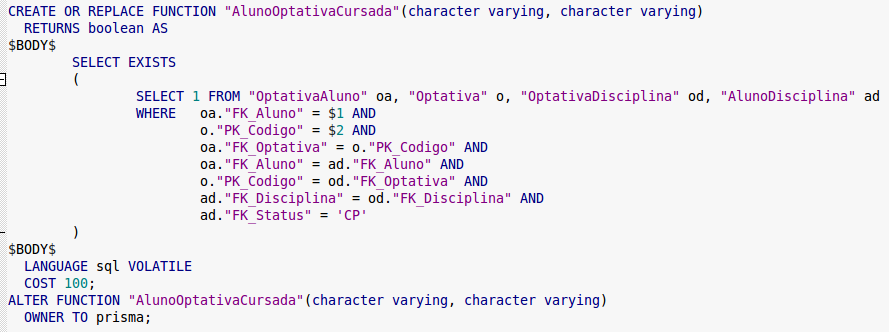 CREATE OR REPLACE FUNCTION "AlunoOptativaCursada"(character varying, character varying)
  RETURNS boolean AS
$BODY$
        SELECT EXISTS
        (
                SELECT 1 FROM "OptativaAluno" oa, "Optativa" o, "OptativaDisciplina" od, "AlunoDisciplina" ad
                WHERE   oa."FK_Aluno" = $1 AND
                        o."PK_Codigo" = $2 AND
                        oa."FK_Optativa" = o."PK_Codigo" AND
                        oa."FK_Aluno" = ad."FK_Aluno" AND
                        o."PK_Codigo" = od."FK_Optativa" AND
                        ad."FK_Disciplina" = od."FK_Disciplina" AND
                        ad."FK_Status" = 'CP'
        )
$BODY$
  LANGUAGE sql VOLATILE
  COST 100;
ALTER FUNCTION "AlunoOptativaCursada"(character varying, character varying)
  OWNER TO prisma;